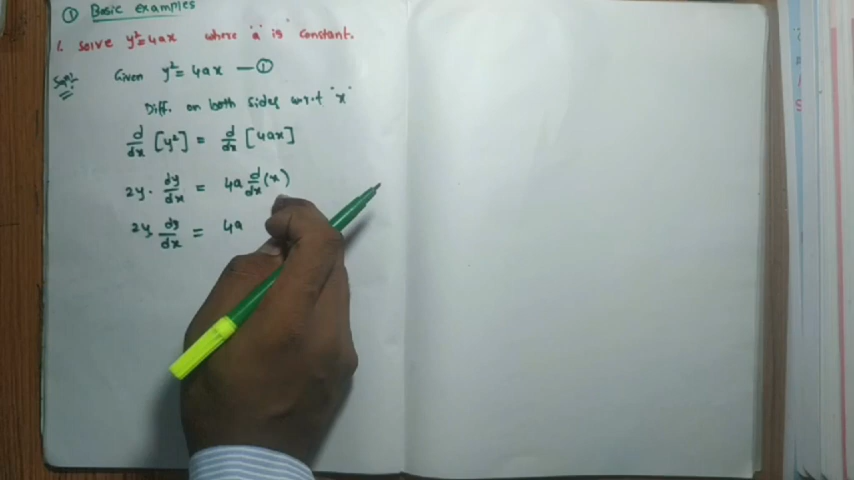 ① Basic examples
1. Solve y²=4ax where "a" is constant.
Solⁿ: Given y²= 4ax —①
Diff. on both sides w.r.t "x"
d/dx [y²] = d/dx [4ax]
2y. dy/dx = 4a d/dx (x)
2y. dy/dx = 4a